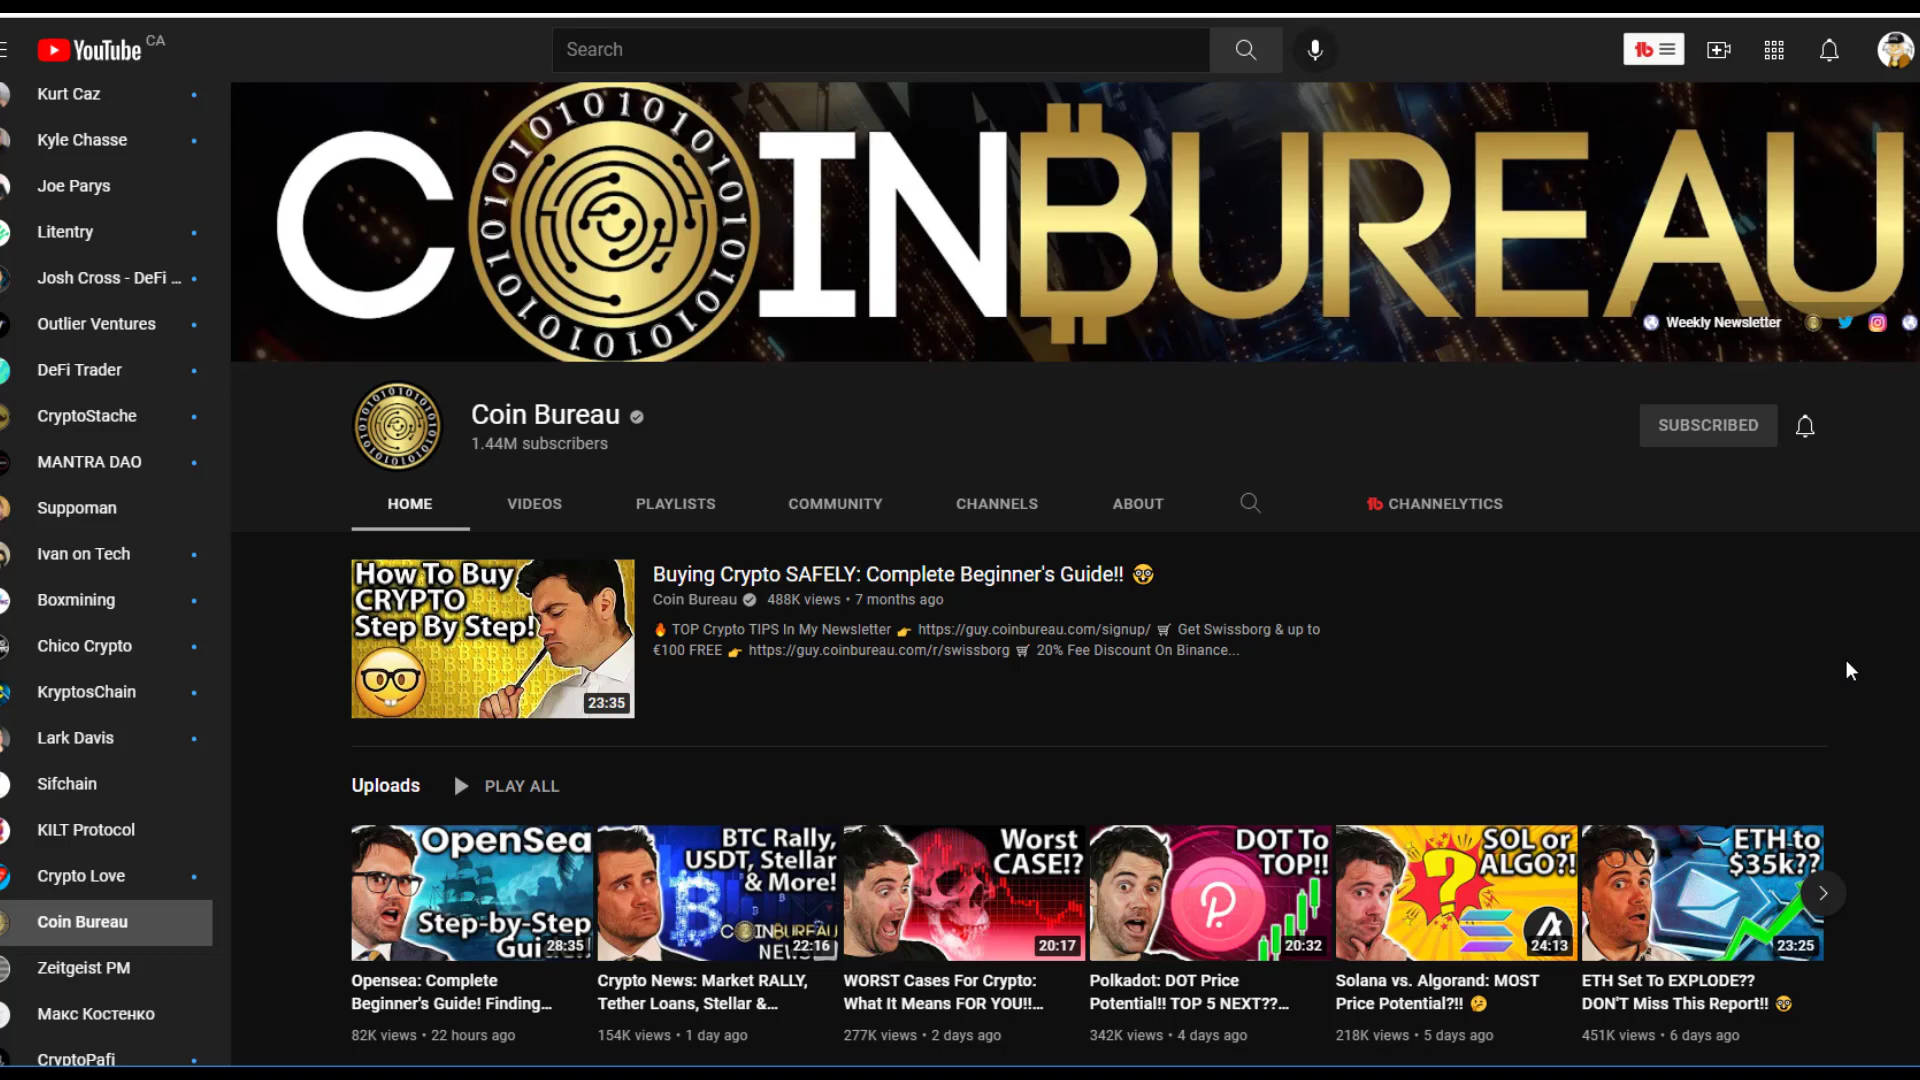 YouTube CA
Search
Kurt Caz
Kyle Chasse
Joe Parys
Litentry
Josh Cross - DeFi ...
Outlier Ventures
DeFi Trader
CryptoStache
MANTRA DAO
Suppoman
Ivan on Tech
Boxmining
Chico Crypto
KryptosChain
Lark Davis
Sifchain
KILT Protocol
Crypto Love
Coin Bureau
Zeitgeist PM
Макс Костенко
CryptoPafi
COINBUREAU
Weekly Newsletter
Coin Bureau
1.44M subscribers
SUBSCRIBED
HOME
VIDEOS
PLAYLISTS
COMMUNITY
CHANNELS
ABOUT
CHANNELYTICS
How To Buy
CRYPTO
Step By Step!
23:35
Buying Crypto SAFELY: Complete Beginner's Guide!! 🤓
Coin Bureau 488K views • 7 months ago
🔥 TOP Crypto TIPS In My Newsletter 👉 https://guy.coinbureau.com/signup/ 🛒 Get Swissborg & up to
€100 FREE 👉 https://guy.coinbureau.com/r/swissborg 🛒 20% Fee Discount On Binance...
Uploads
PLAY ALL
OpenSea
Step-by-Step
Gui
28:35
Opensea: Complete
Beginner's Guide! Finding...
82K views • 22 hours ago
BTC Rally,
USDT, Stellar
& More!
COINBUREAU
NEWS
22:16
Crypto News: Market RALLY,
Tether Loans, Stellar &...
154K views • 1 day ago
Worst
CASE!?
20:17
WORST Cases For Crypto:
What It Means FOR YOU!!...
277K views • 2 days ago
DOT To
TOP!!
20:32
Polkadot: DOT Price
Potential!! TOP 5 NEXT??...
342K views • 4 days ago
SOL or
ALGO?!
24:13
Solana vs. Algorand: MOST
Price Potential?!! 🤔
218K views • 5 days ago
ETH to
$35k??
23:25
ETH Set To EXPLODE??
DON'T Miss This Report!! 🤓
451K views • 6 days ago